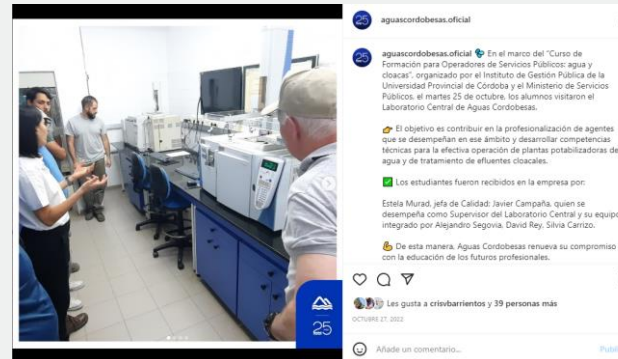 25
aguascordobesas.oficial
25
aguascordobesas.oficial En el marco del "Curso de
Formación para Operadores de Servicios Públicos: agua y
cloacas", organizado por el Instituto de Gestión Pública de la
Universidad Provincial de Córdoba y el Ministerio de Servicios
Públicos, el martes 25 de octubre, los alumnos visitaron el
Laboratorio Central de Aguas Cordobesas.
👉 El objetivo es contribuir en la profesionalización de agentes
que se desempeñan en ese ámbito y desarrollar competencias
técnicas para la efectiva operación de plantas potabilizadoras de
agua y de tratamiento de efluentes cloacales.
✅ Los estudiantes fueron recibidos en la empresa por:
Estela Murad, jefa de Calidad; Javier Campaña, quien se
desempeña como Supervisor del Laboratorio Central y su equipo
integrado por Alejandro Segovia, David Rey, Silvia Carrizo.
💪 De esta manera, Aguas Cordobesas renueva su compromiso
con la educación de los futuros profesionales.
25
Les gusta a crisvbarrientos y 39 personas más
OCTUBRE 27, 2022
Añade un comentario...